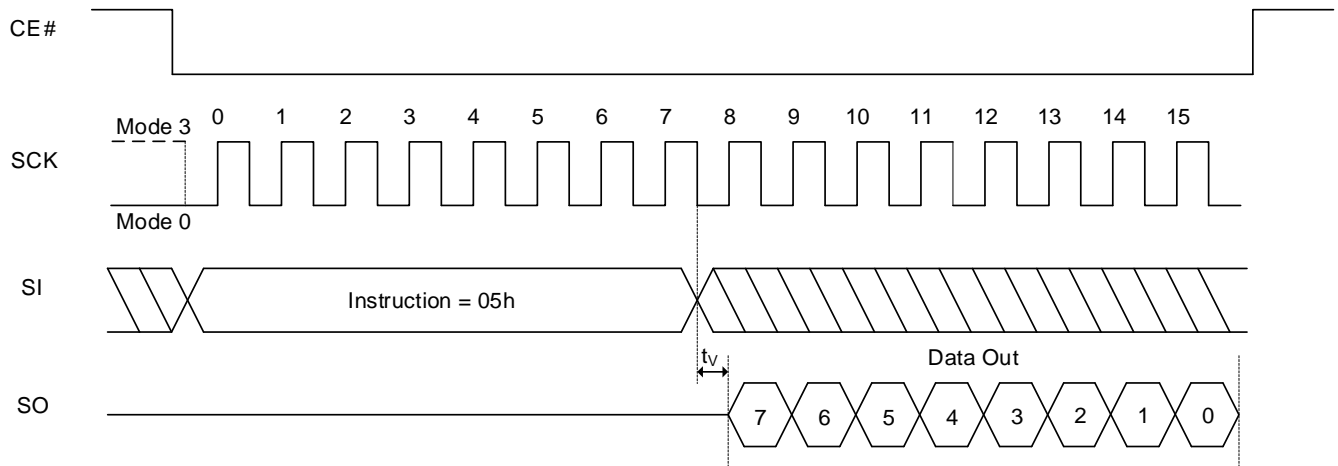 CE#
0 1 2 3 4 5 6 7 8 9 10 11 12 13 14 15
Mode 3
SCK
Mode 0
SI
Instruction = 05h
tV
Data Out
SO
7 6 5 4 3 2 1 0